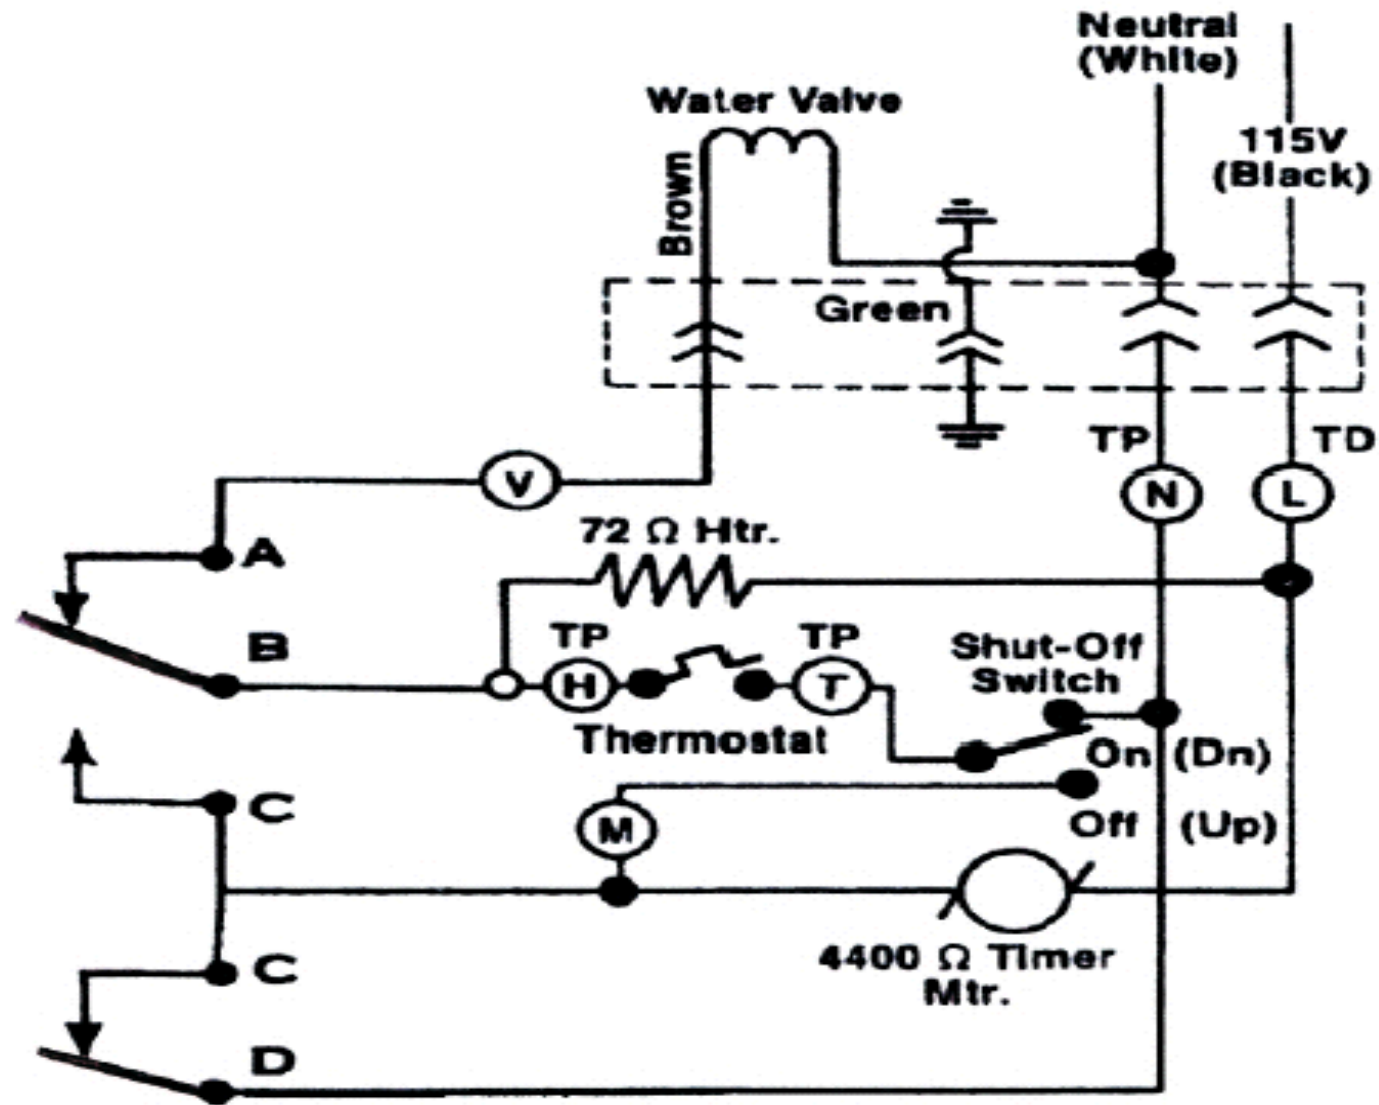 Neutral
(White)
Water Valve
115V
(Black)
Brown
Green
TP
TD
V
N
L
72 Ω Htr.
A
TP
TP
B
H
T
Shut-Off
Switch
Thermostat
On (Dn)
C
M
Off (Up)
C
4400 Ω Timer
Mtr.
D